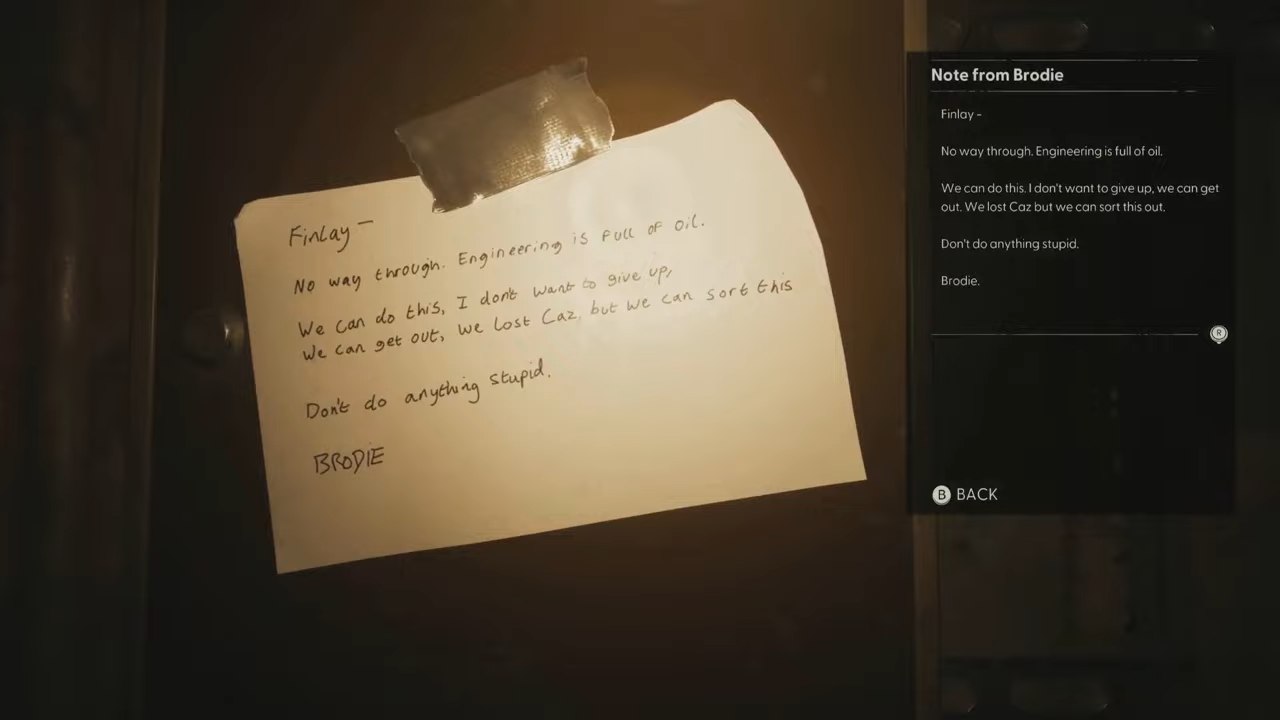 Finlay -
No way through. Engineering is full of oil.
We can do this, I don't want to give up,
We can get out, we lost Caz, but we can sort this
Don't do anything stupid.
BRODIE
Note from Brodie
Finlay -
No way through. Engineering is full of oil.
We can do this. I don't want to give up, we can get
out. We lost Caz but we can sort this out.
Don't do anything stupid.
Brodie.
R
B BACK